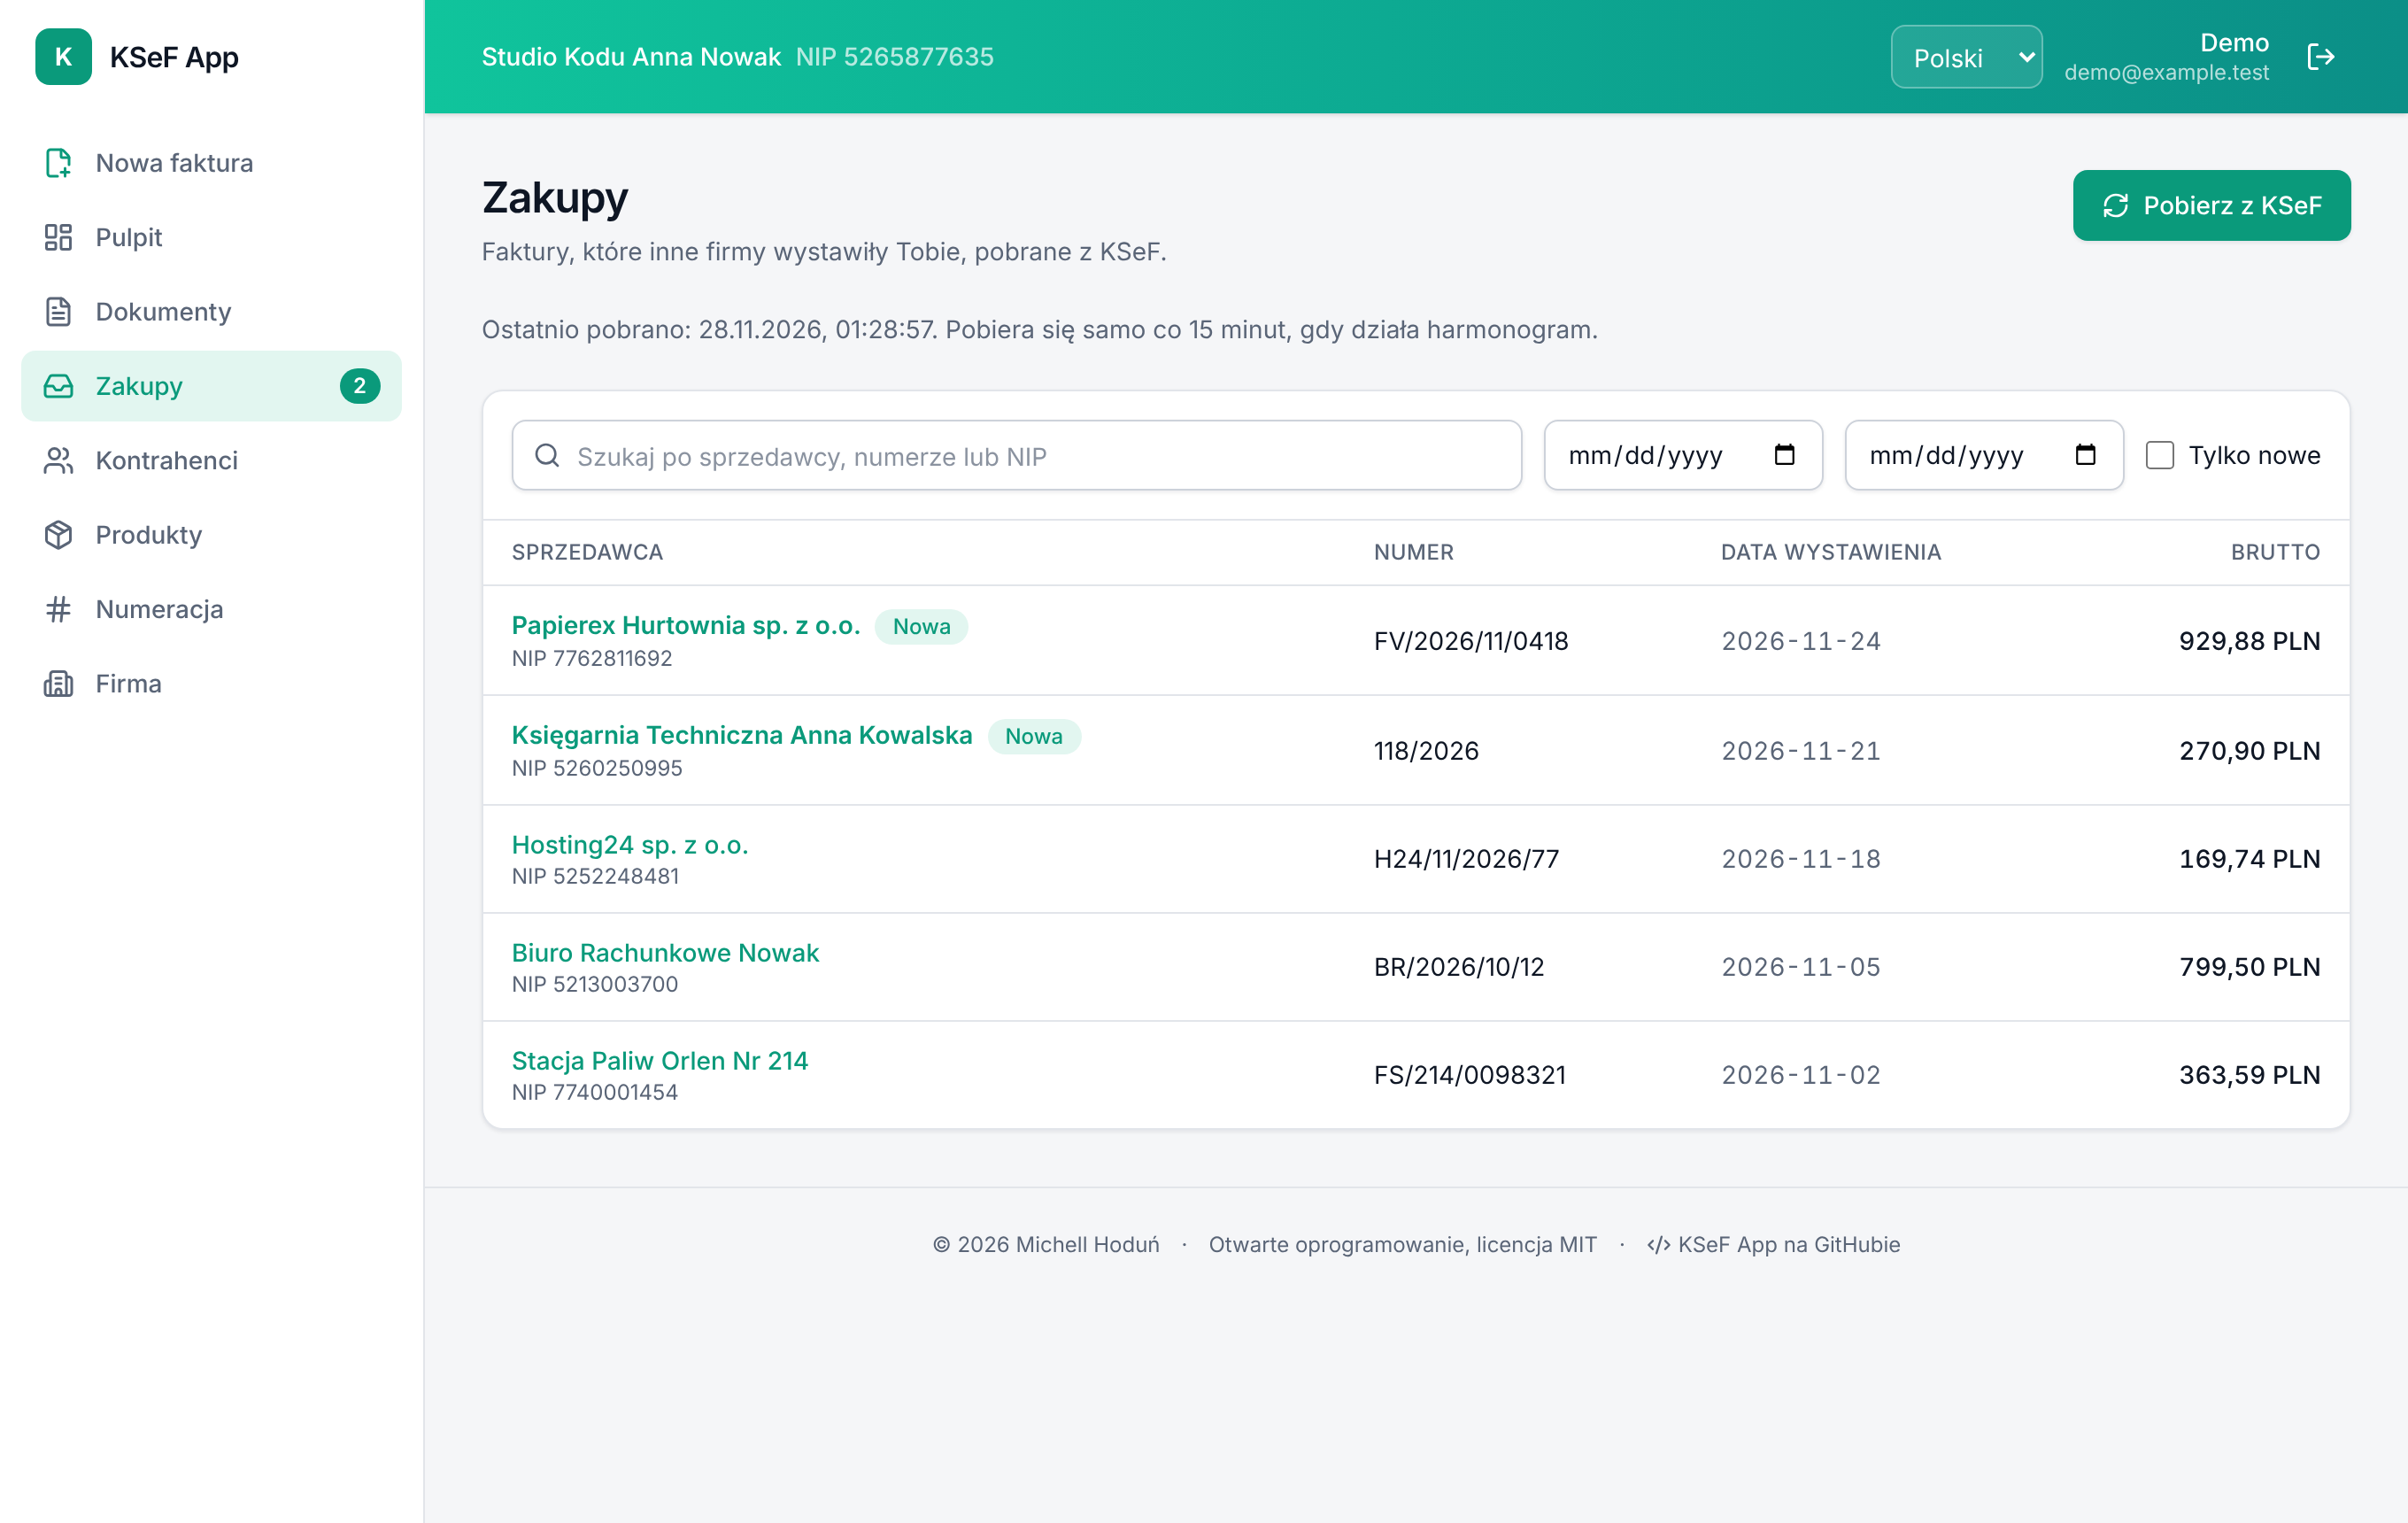 K KSeF App
Nowa faktura
Pulpit
Dokumenty
Zakupy 2
Kontrahenci
Produkty
Numeracja
Firma
Studio Kodu Anna Nowak NIP 5265877635
Polski
Demo
demo@example.test
Zakupy
Faktury, które inne firmy wystawiły Tobie, pobrane z KSeF.
Pobierz z KSeF
Ostatnio pobrano: 28.11.2026, 01:28:57. Pobiera się samo co 15 minut, gdy działa harmonogram.
Szukaj po sprzedawcy, numerze lub NIP mm/dd/yyyy mm/dd/yyyy Tylko nowe
SPRZEDAWCA NUMER DATA WYSTAWIENIA BRUTTO
Papierex Hurtownia sp. z o.o. Nowa
NIP 7762811692
FV/2026/11/0418 2026-11-24 929,88 PLN
Księgarnia Techniczna Anna Kowalska Nowa
NIP 5260250995
118/2026 2026-11-21 270,90 PLN
Hosting24 sp. z o.o.
NIP 5252248481
H24/11/2026/77 2026-11-18 169,74 PLN
Biuro Rachunkowe Nowak
NIP 5213003700
BR/2026/10/12 2026-11-05 799,50 PLN
Stacja Paliw Orlen Nr 214
NIP 7740001454
FS/214/0098321 2026-11-02 363,59 PLN
© 2026 Michell Hoduń · Otwarte oprogramowanie, licencja MIT · KSeF App na GitHubie